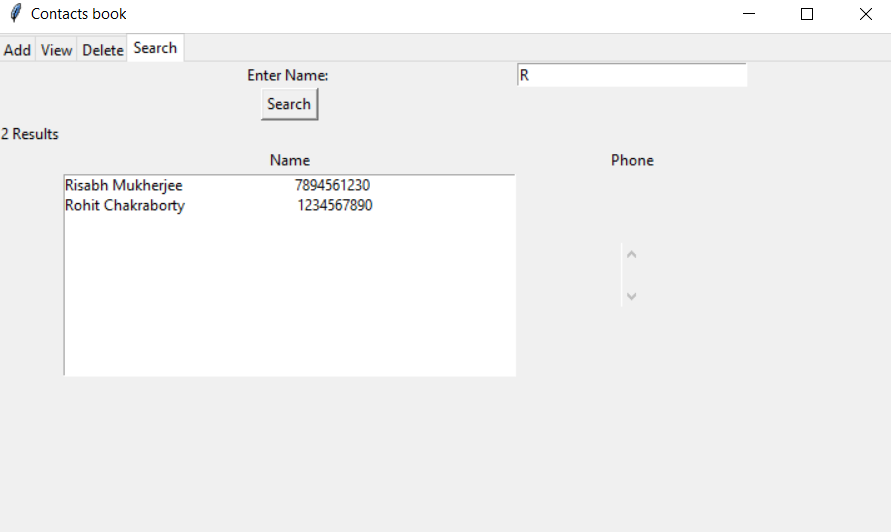 Contacts book
Add View Delete Search
Enter Name: R
Search
2 Results
Name Phone
Risabh Mukherjee 7894561230
Rohit Chakraborty 1234567890